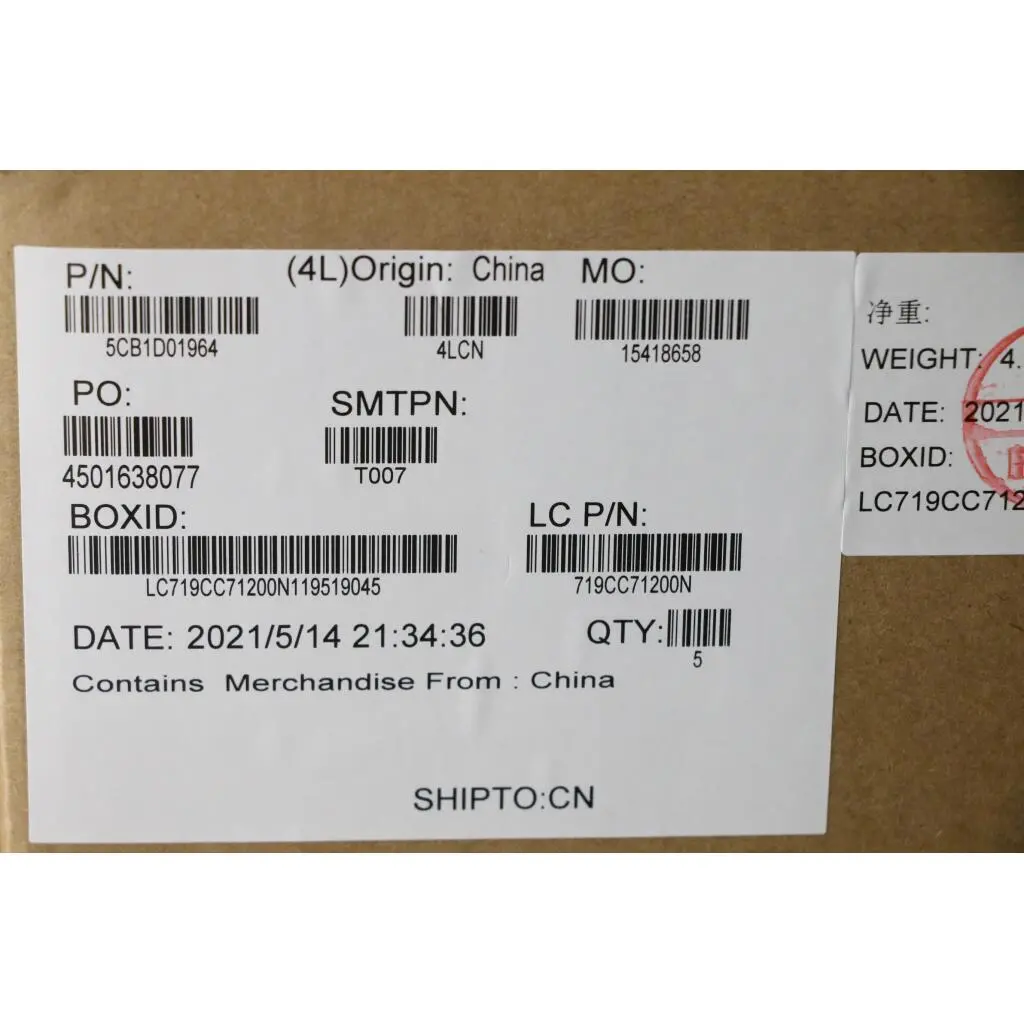 P/N: (4L)Origin: China MO:
5CB1D01964 4LCN 15418658
PO: SMTPN:
4501638077 T007
BOXID: LC P/N:
LC719CC71200N119519045 719CC71200N
DATE: 2021/5/14 21:34:36 QTY:
5
Contains Merchandise From : China
SHIPTO:CN
净重:
WEIGHT: 4.
DATE: 2021
BOXID:
LC719CC712